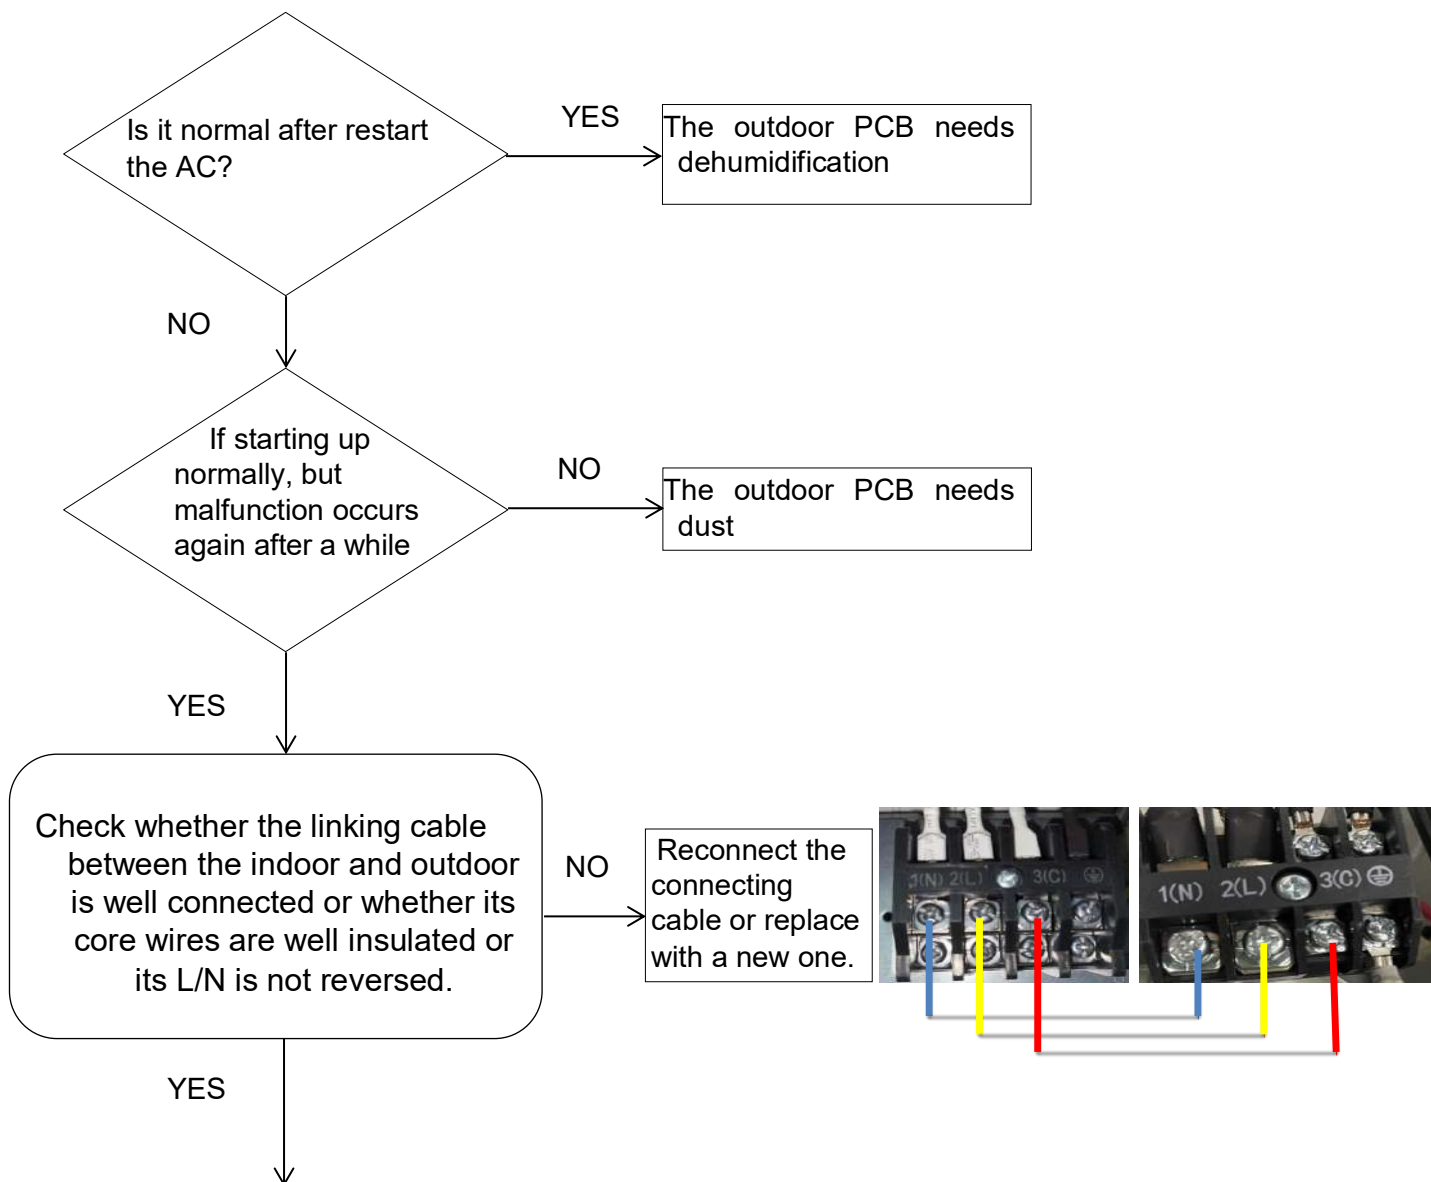 Is it normal after restart
the AC?
YES
The outdoor PCB needs
dehumidification
NO
If starting up
normally, but
malfunction occurs
again after a while
NO
The outdoor PCB needs
dust
YES
Check whether the linking cable
between the indoor and outdoor
is well connected or whether its
core wires are well insulated or
its L/N is not reversed.
NO
Reconnect the
connecting
cable or replace
with a new one.
1(N) 2(L) 3(C)
1(N) 2(L) 3(C)
YES